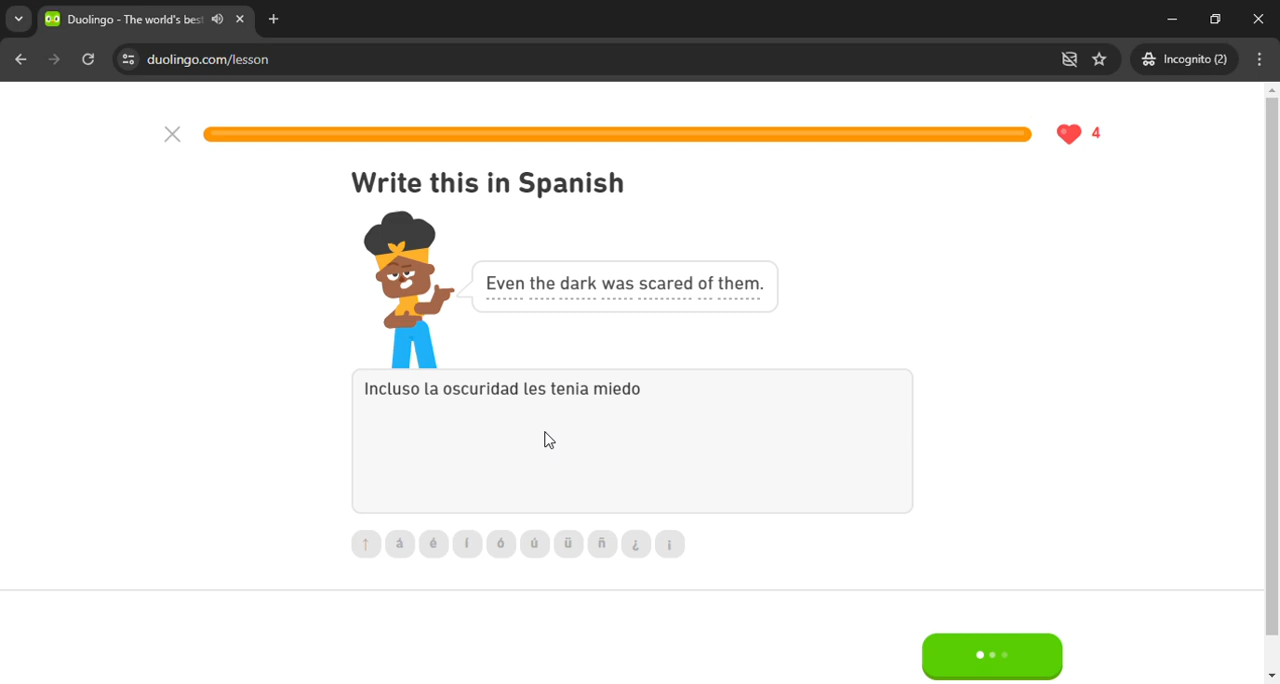 Duolingo - The world's bes
duolingo.com/lesson
Incognito (2)
4
Write this in Spanish
Even the dark was scared of them.
Incluso la oscuridad les tenia miedo
↑ á é í ó ú ü ñ ¿ ¡